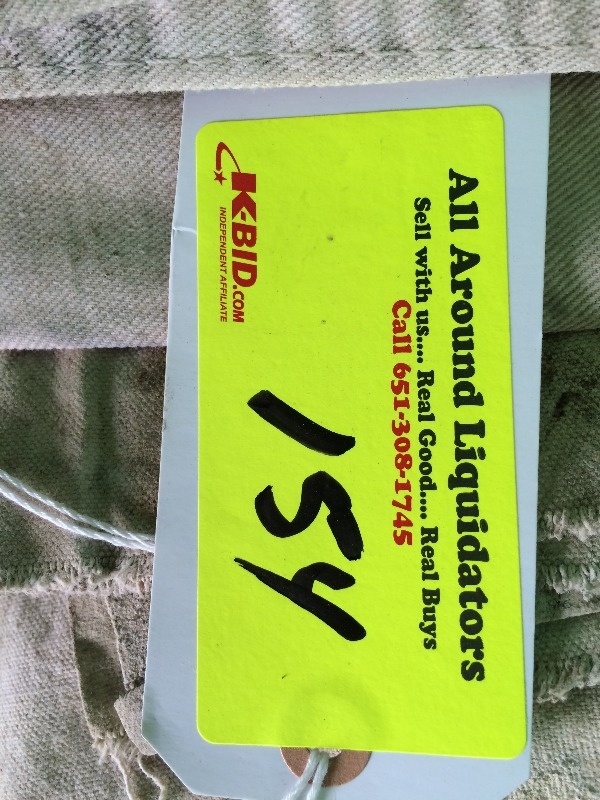 All Around Liquidators
Sell with us.... Real Good.... Real Buys
Call 651-308-1745
154
K-BID.COM
INDEPENDENT AFFILIATE